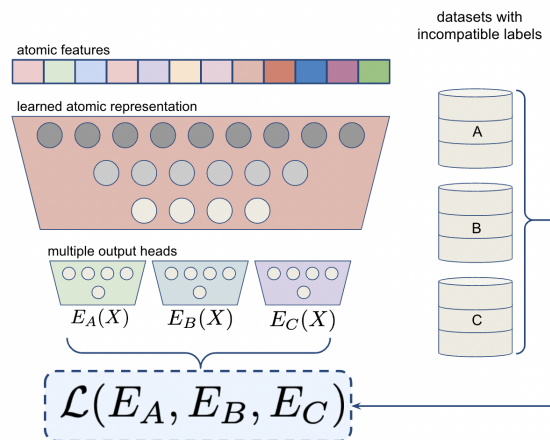 datasets with
incompatible labels
atomic features
learned atomic representation
A
B
C
multiple output heads
E_A(X) E_B(X) E_C(X)
ℒ(E_A, E_B, E_C)